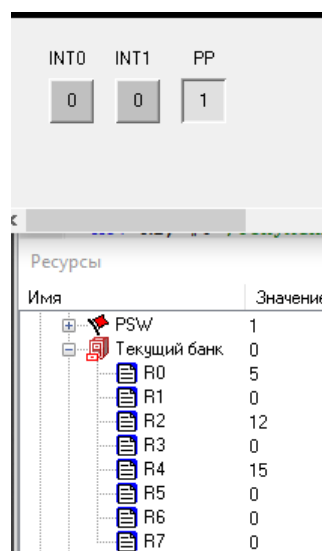 INT0 INT1 PP
0 0 1
Ресурсы
Имя Значение
PSW 1
Текущий банк 0
R0 5
R1 0
R2 12
R3 0
R4 15
R5 0
R6 0
R7 0